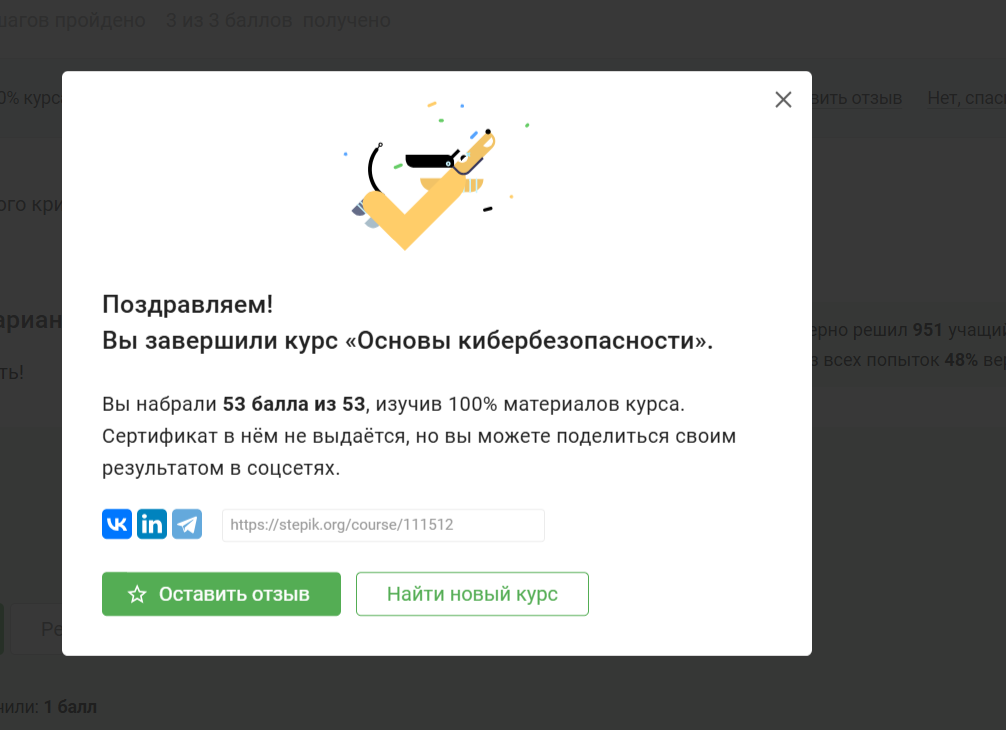 шагов пройдено 3 из 3 баллов получено
0% курса
вить отзыв Нет, спас
ого кри
Поздравляем!
Вы завершили курс «Основы кибербезопасности».
ариан
ерно решил 951 учащи
з всех попыток 48% вер
ть!
Вы набрали 53 балла из 53, изучив 100% материалов курса.
Сертификат в нём не выдаётся, но вы можете поделиться своим
результатом в соцсетях.
https://stepik.org/course/111512
Оставить отзыв Найти новый курс
Ре
чили: 1 балл